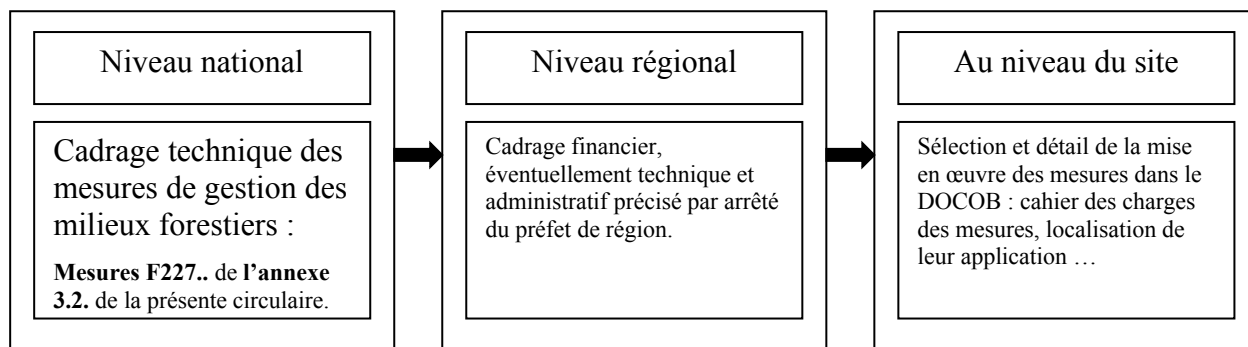 Niveau national
Cadrage technique des
mesures de gestion des
milieux forestiers :
Mesures F227.. de l’annexe
3.2. de la présente circulaire.
Niveau régional
Cadrage financier,
éventuellement technique et
administratif précisé par arrêté
du préfet de région.
Au niveau du site
Sélection et détail de la mise
en œuvre des mesures dans le
DOCOB : cahier des charges
des mesures, localisation de
leur application …